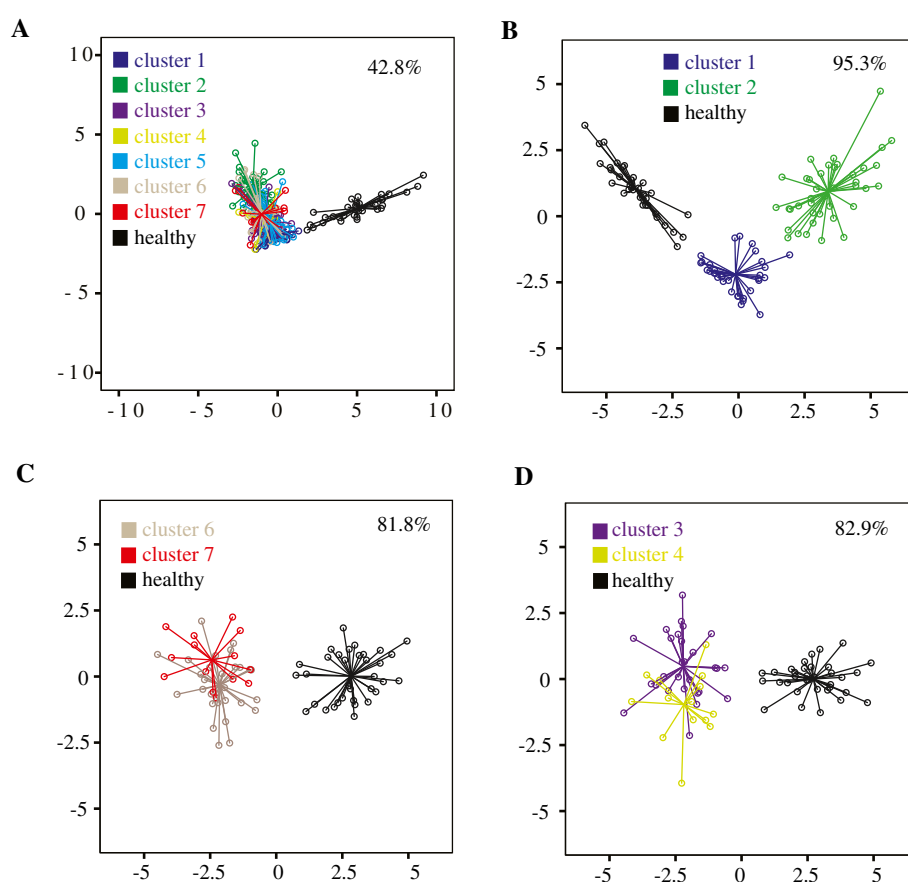 A
cluster 1
cluster 2
cluster 3
cluster 4
cluster 5
cluster 6
cluster 7
healthy
42.8%
10
5
0
-5
-10
-10
-5
0
5
10
B
cluster 1
cluster 2
healthy
95.3%
5
2.5
0
-2.5
-5
-5
-2.5
0
2.5
5
C
cluster 6
cluster 7
healthy
81.8%
5
2.5
0
-2.5
-5
-5
-2.5
0
2.5
5
D
cluster 3
cluster 4
healthy
82.9%
5
2.5
0
-2.5
-5
-5
-2.5
0
2.5
5